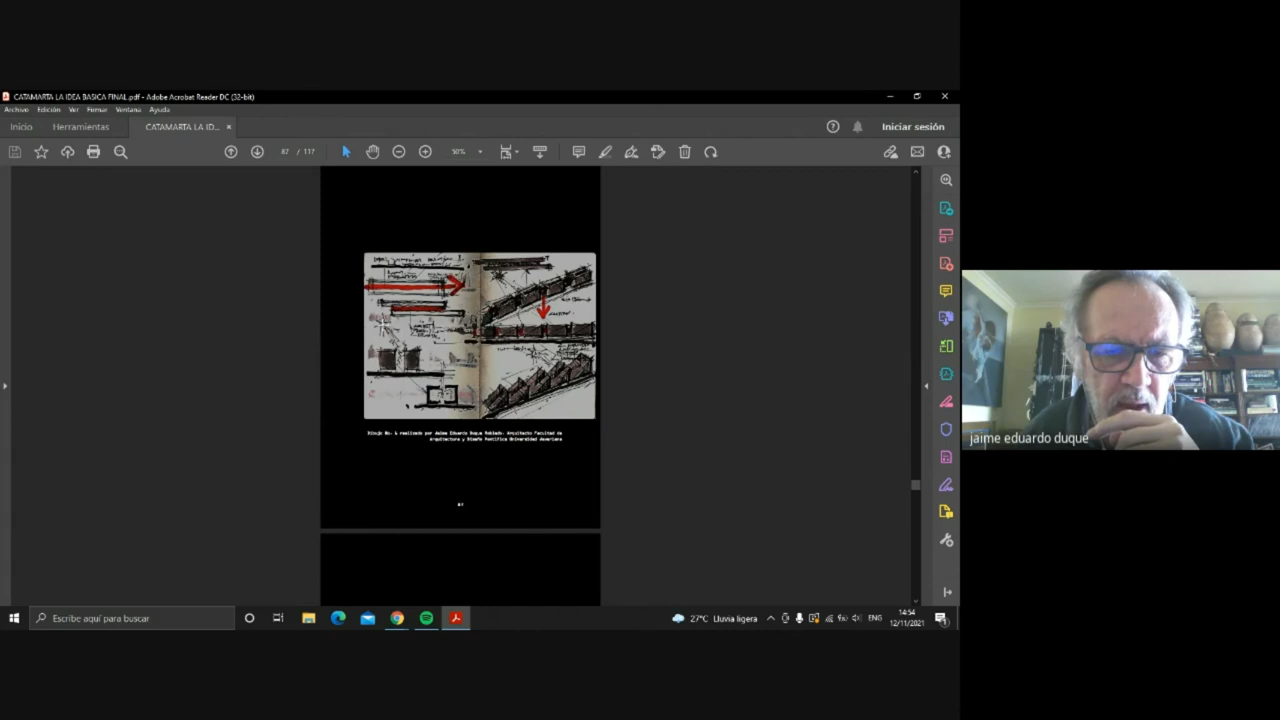 CATAMARTA LA IDEA BASICA FINAL.pdf - Adobe Acrobat Reader DC (32-bit)
Archivo Edición Ver Firmar Ventana Ayuda
Inicio Herramientas CATAMARTA LA ID... × Iniciar sesión
87 / 117 50%
Dibujo No. 6 realizado por Jaime Eduardo Duque Robledo. Arquitecto Facultad de
arquitectura y Diseño Pontificia Universidad Javeriana
87
jaime eduardo duque
Escribe aquí para buscar
27°C Lluvia ligera ENG
14:54
12/11/2021